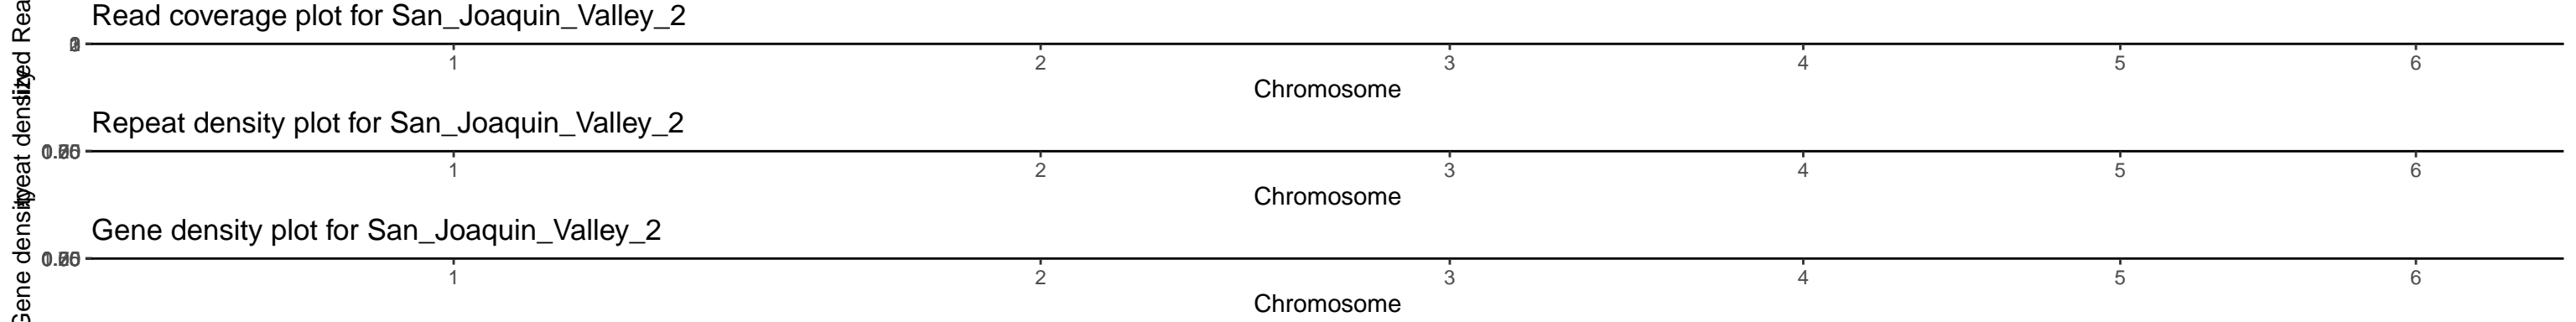 Read coverage plot for San_Joaquin_Valley_2
1 2 3 4 5 6
Chromosome
Repeat density plot for San_Joaquin_Valley_2
1 2 3 4 5 6
Chromosome
Gene density plot for San_Joaquin_Valley_2
1 2 3 4 5 6
Chromosome
Gene density